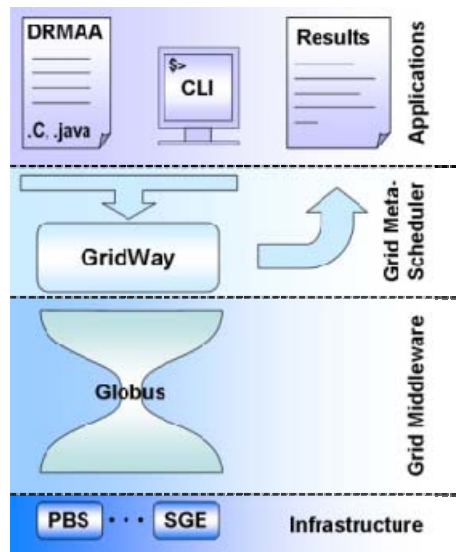 DRMAA
.C, .java
$>
CLI
Results
Applications
GridWay
Grid Meta-
Scheduler
Globus
Grid Middleware
PBS
· · ·
SGE
Infrastructure